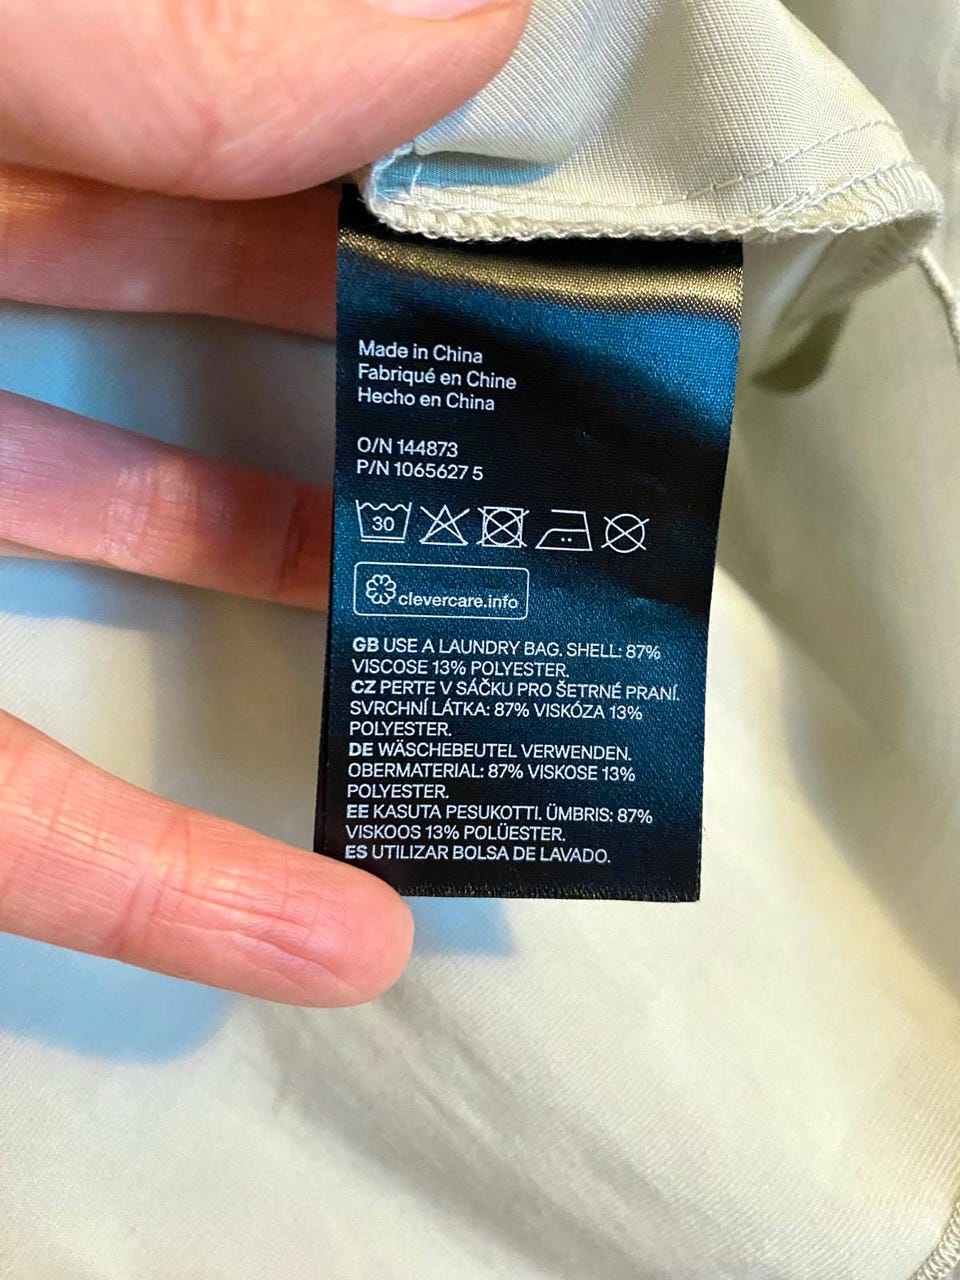 Made in China
Fabriqué en Chine
Hecho en China
O/N 144873
P/N 1065627 5
30
clevercare.info
GB USE A LAUNDRY BAG. SHELL: 87%
VISCOSE 13% POLYESTER.
CZ PERTE V SÁČKU PRO ŠETRNÉ PRANÍ.
SVRCHNÍ LÁTKA: 87% VISKÓZA 13%
POLYESTER.
DE WÄSCHEBEUTEL VERWENDEN.
OBERMATERIAL: 87% VISKOSE 13%
POLYESTER.
EE KASUTA PESUKOTTI. ÜMBRIS: 87%
VISKOOS 13% POLÜESTER.
ES UTILIZAR BOLSA DE LAVADO.